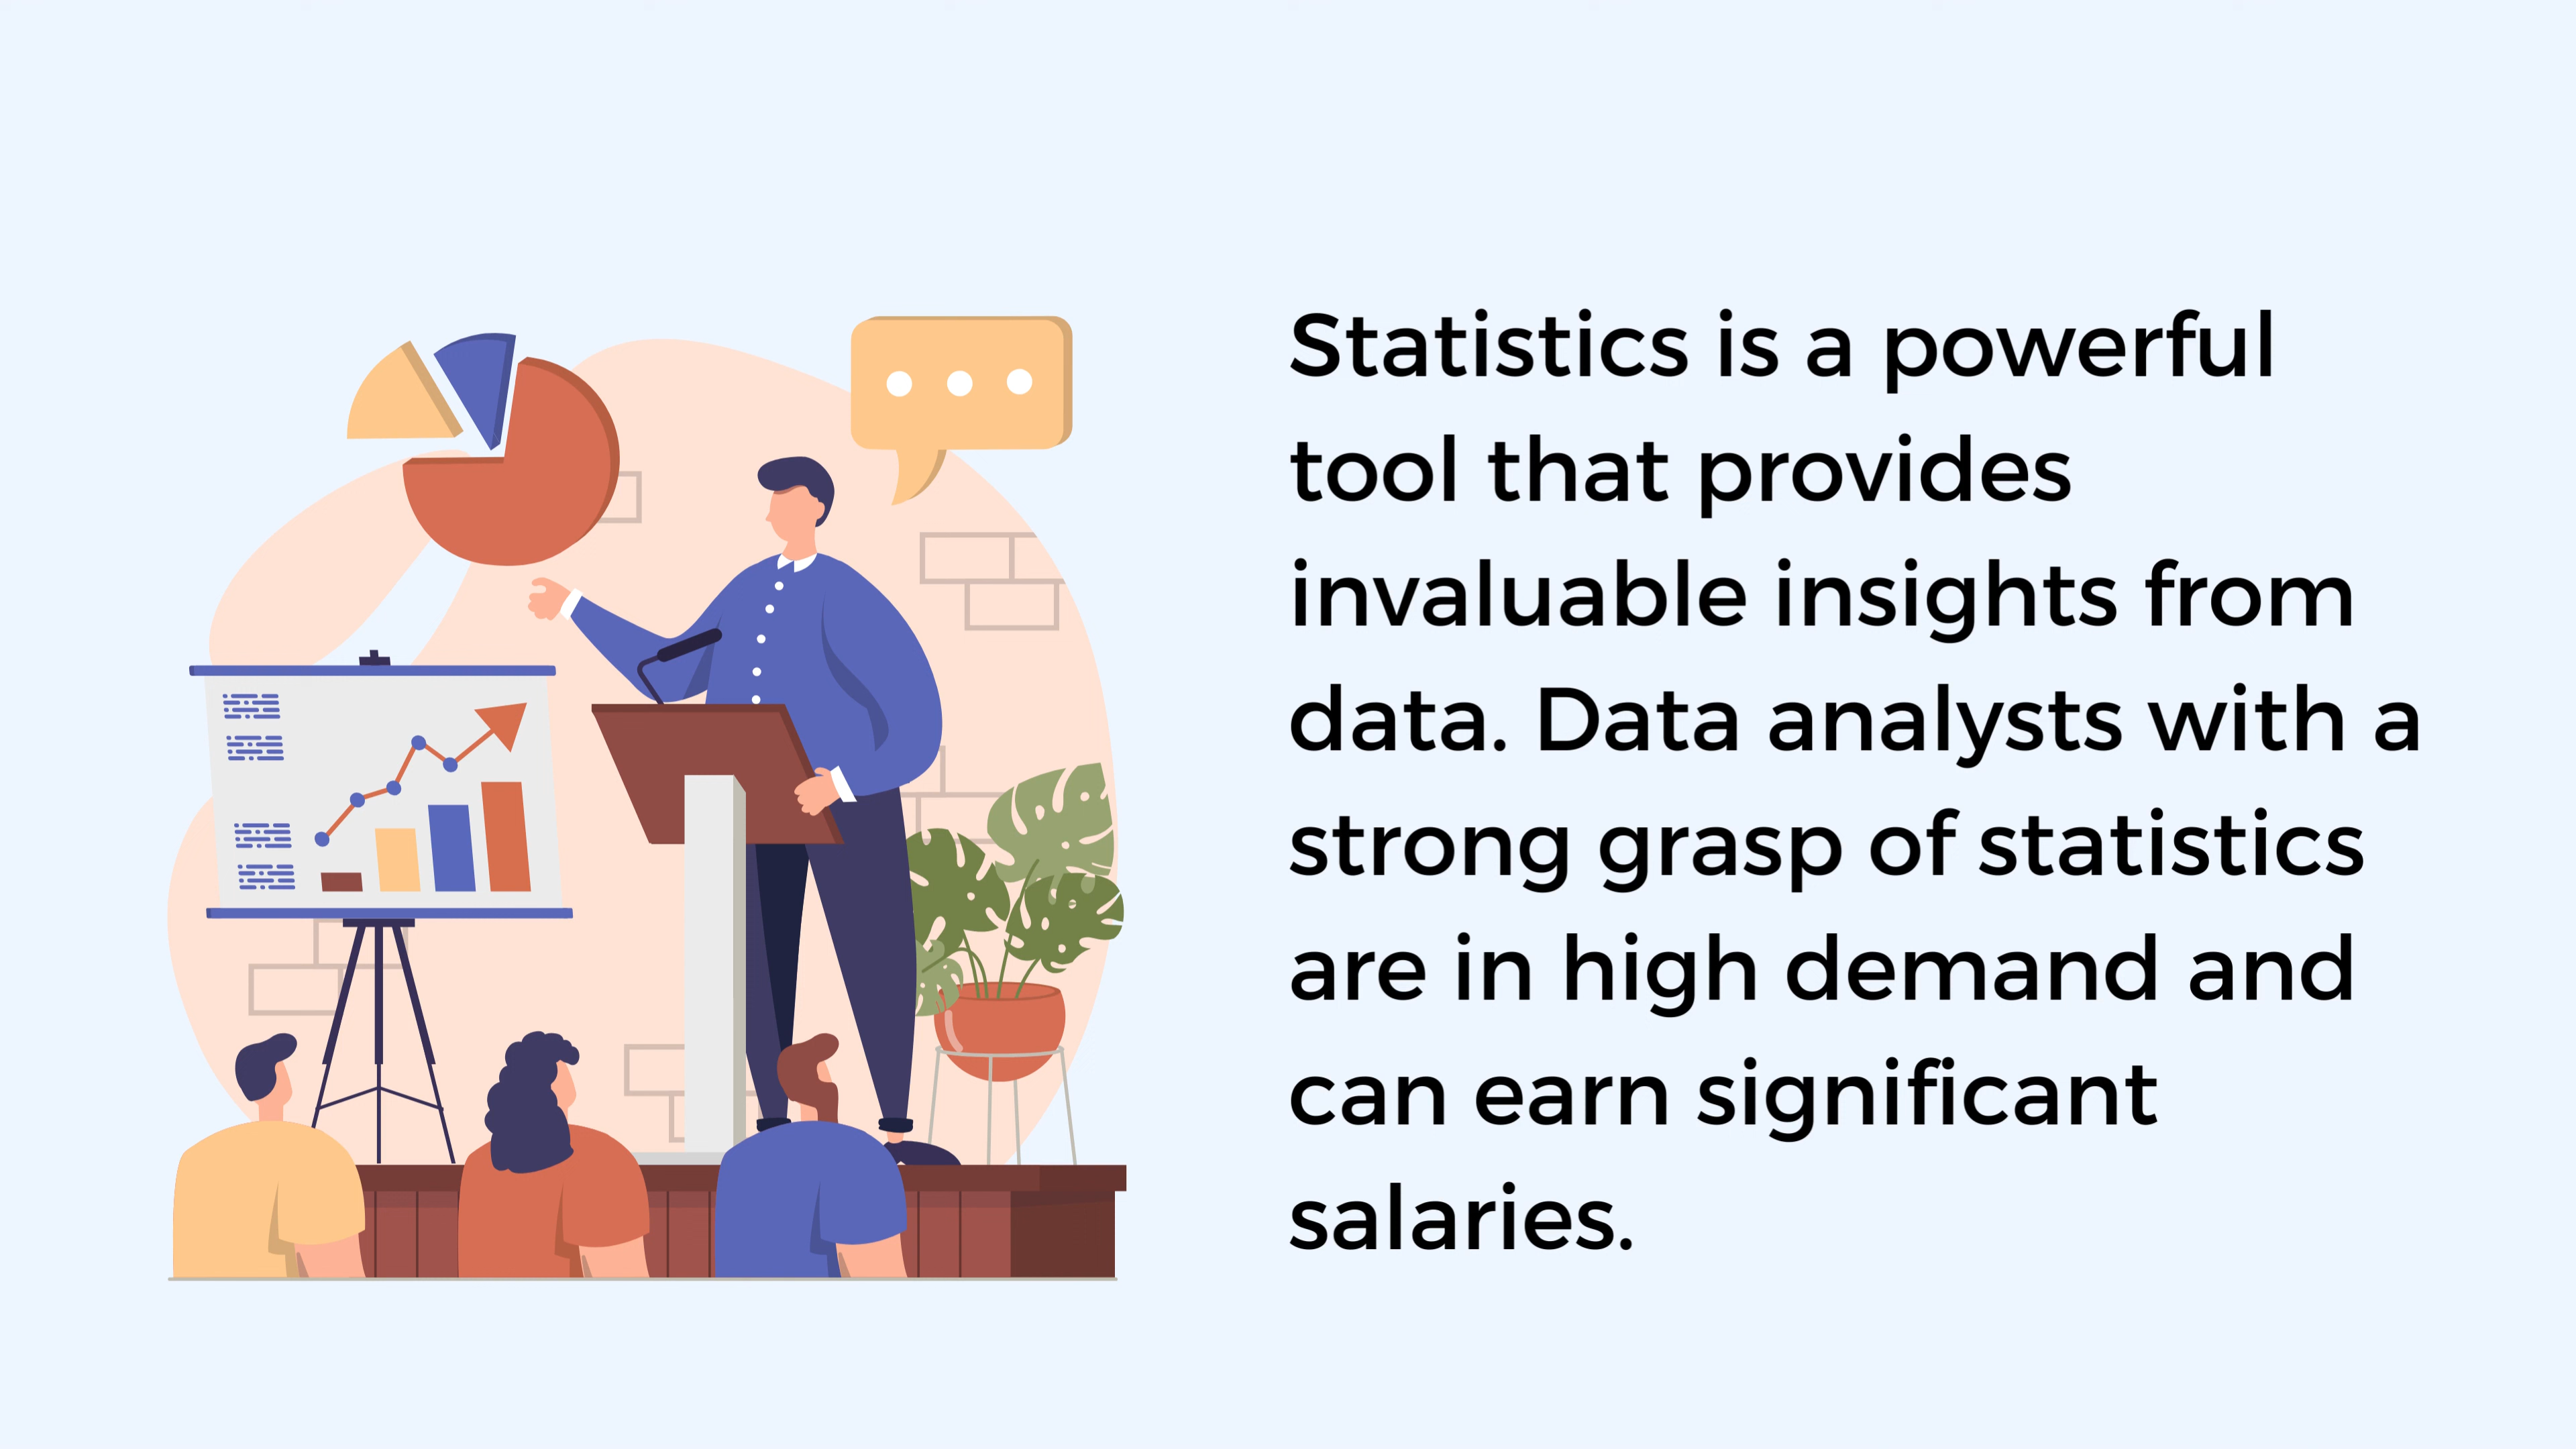 Statistics is a powerful
tool that provides
invaluable insights from
data. Data analysts with a
strong grasp of statistics
are in high demand and
can earn significant
salaries.